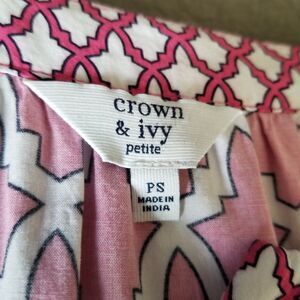 crown
& ivy
petite
PS
MADE IN
INDIA